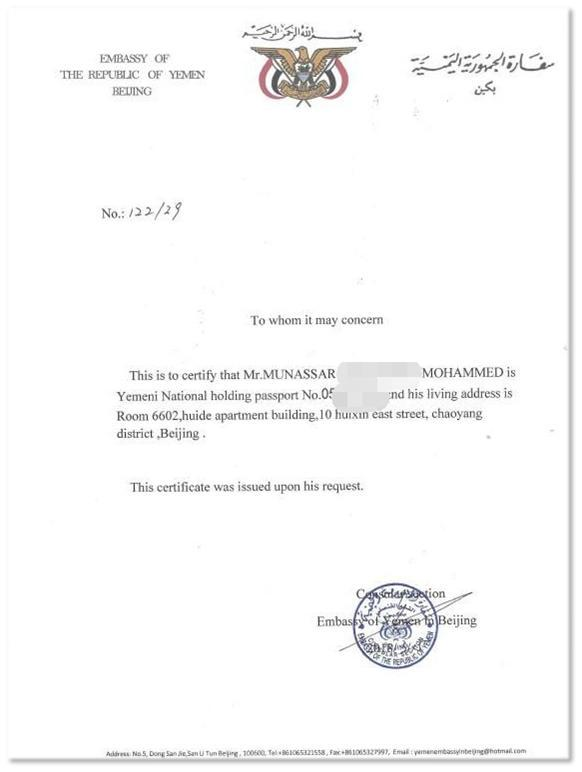 بسم الله الرحمن الرحيم
EMBASSY OF
THE REPUBLIC OF YEMEN
BEIJING
سفارة الجمهورية اليمنية
بكين
No.: 122/29
To whom it may concern
This is to certify that Mr.MUNASSAR MOHAMMED is
Yemeni National holding passport No.05 and his living address is
Room 6602,huide apartment building,10 huixin east street, chaoyang
district ,Beijing .
This certificate was issued upon his request.
Consular Section
Embassy of Yemen in Beijing
EMBASSY OF THE REPUBLIC OF YEMEN
Address: No.5, Dong San Jie,San Li Tun Beijing , 100600, Tel:+861065321558 , Fax:+861065327997, Email : yemenembassyinbeijing@hotmail.com